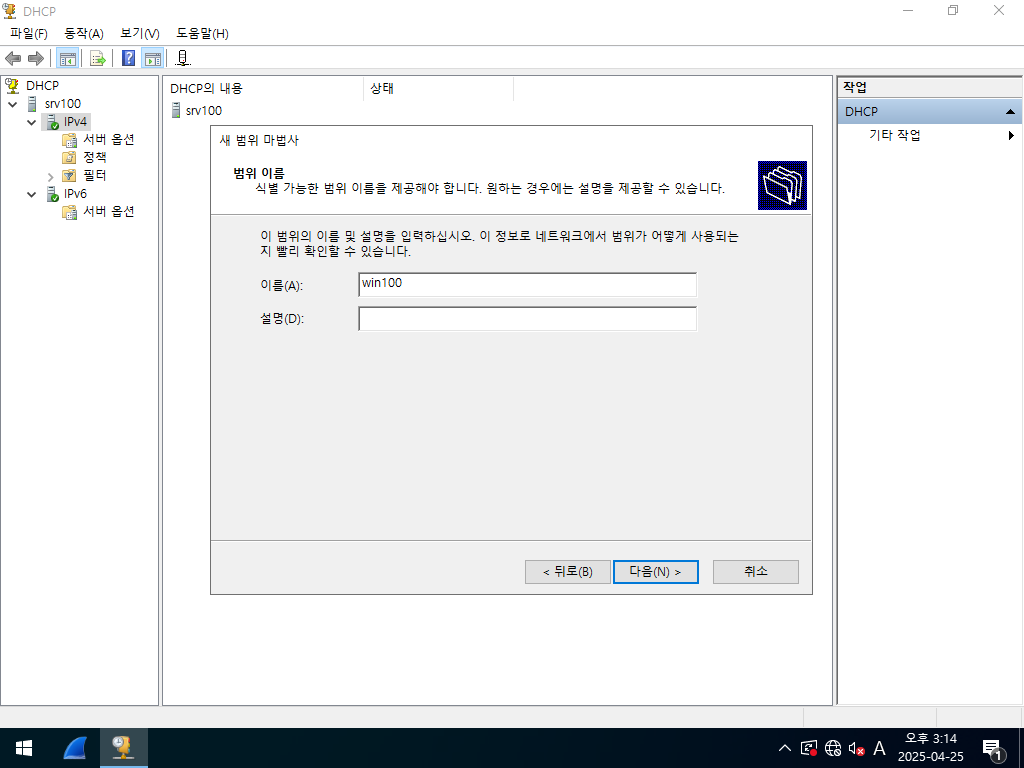 DHCP
파일(F) 동작(A) 보기(V) 도움말(H)
DHCP
srv100
IPv4
서버 옵션
정책
필터
IPv6
서버 옵션
DHCP의 내용 상태
srv100
새 범위 마법사
범위 이름
식별 가능한 범위 이름을 제공해야 합니다. 원하는 경우에는 설명을 제공할 수 있습니다.
이 범위의 이름 및 설명을 입력하십시오. 이 정보로 네트워크에서 범위가 어떻게 사용되는
지 빨리 확인할 수 있습니다.
이름(A): win100
설명(D):
< 뒤로(B) 다음(N) > 취소
작업
DHCP
기타 작업
A 오후 3:14
2025-04-25
1